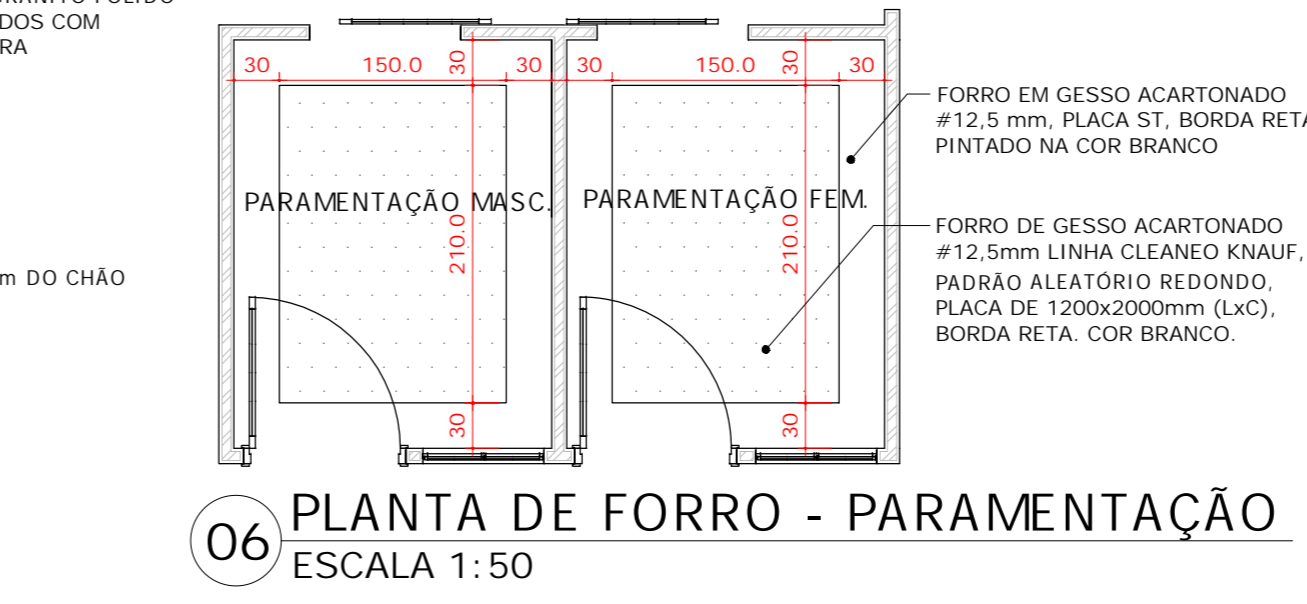 GRANITO POLIDO
DOS COM
RA
m DO CHÃO
30 150.0 30 30 30 150.0 30 30
PARAMENTAÇÃO MASC.
PARAMENTAÇÃO FEM.
210.0
210.0
30
30
FORRO EM GESSO ACARTONADO
#12,5 mm, PLACA ST, BORDA RETA
PINTADO NA COR BRANCO
FORRO DE GESSO ACARTONADO
#12,5mm LINHA CLEANEO KNAUF,
PADRÃO ALEATÓRIO REDONDO,
PLACA DE 1200x2000mm (LxC),
BORDA RETA. COR BRANCO.
06 PLANTA DE FORRO - PARAMENTAÇÃO
ESCALA 1:50